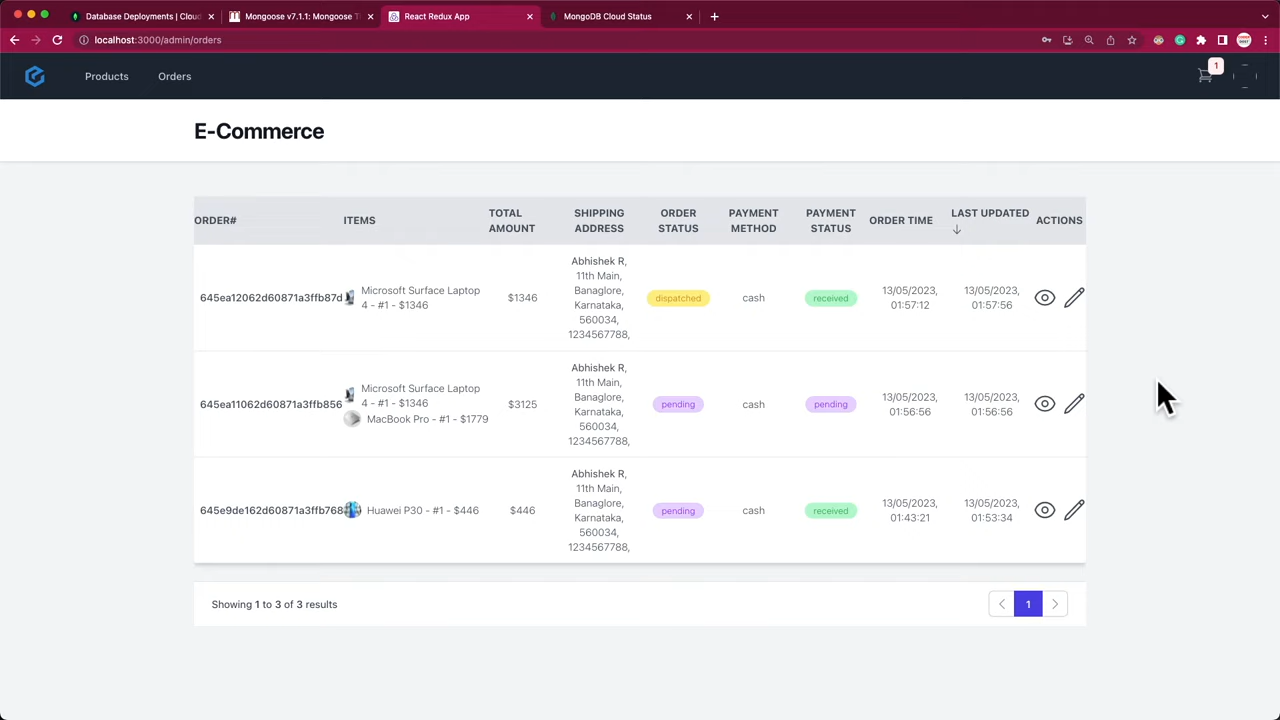 Database Deployments | Cloud
Mongoose v7.1.1: Mongoose T
React Redux App
MongoDB Cloud Status
localhost:3000/admin/orders
Products
Orders
1
E-Commerce
ORDER#
ITEMS
TOTAL
AMOUNT
SHIPPING
ADDRESS
ORDER
STATUS
PAYMENT
METHOD
PAYMENT
STATUS
ORDER TIME
LAST UPDATED
ACTIONS
645ea12062d60871a3ffb87d
Microsoft Surface Laptop
4 - #1 - $1346
$1346
Abhishek R,
11th Main,
Banaglore,
Karnataka,
560034,
1234567788,
dispatched
cash
received
13/05/2023,
01:57:12
13/05/2023,
01:57:56
645ea11062d60871a3ffb856
Microsoft Surface Laptop
4 - #1 - $1346
MacBook Pro - #1 - $1779
$3125
Abhishek R,
11th Main,
Banaglore,
Karnataka,
560034,
1234567788,
pending
cash
pending
13/05/2023,
01:56:56
13/05/2023,
01:56:56
645e9de162d60871a3ffb768
Huawei P30 - #1 - $446
$446
Abhishek R,
11th Main,
Banaglore,
Karnataka,
560034,
1234567788,
pending
cash
received
13/05/2023,
01:43:21
13/05/2023,
01:53:34
Showing 1 to 3 of 3 results
1